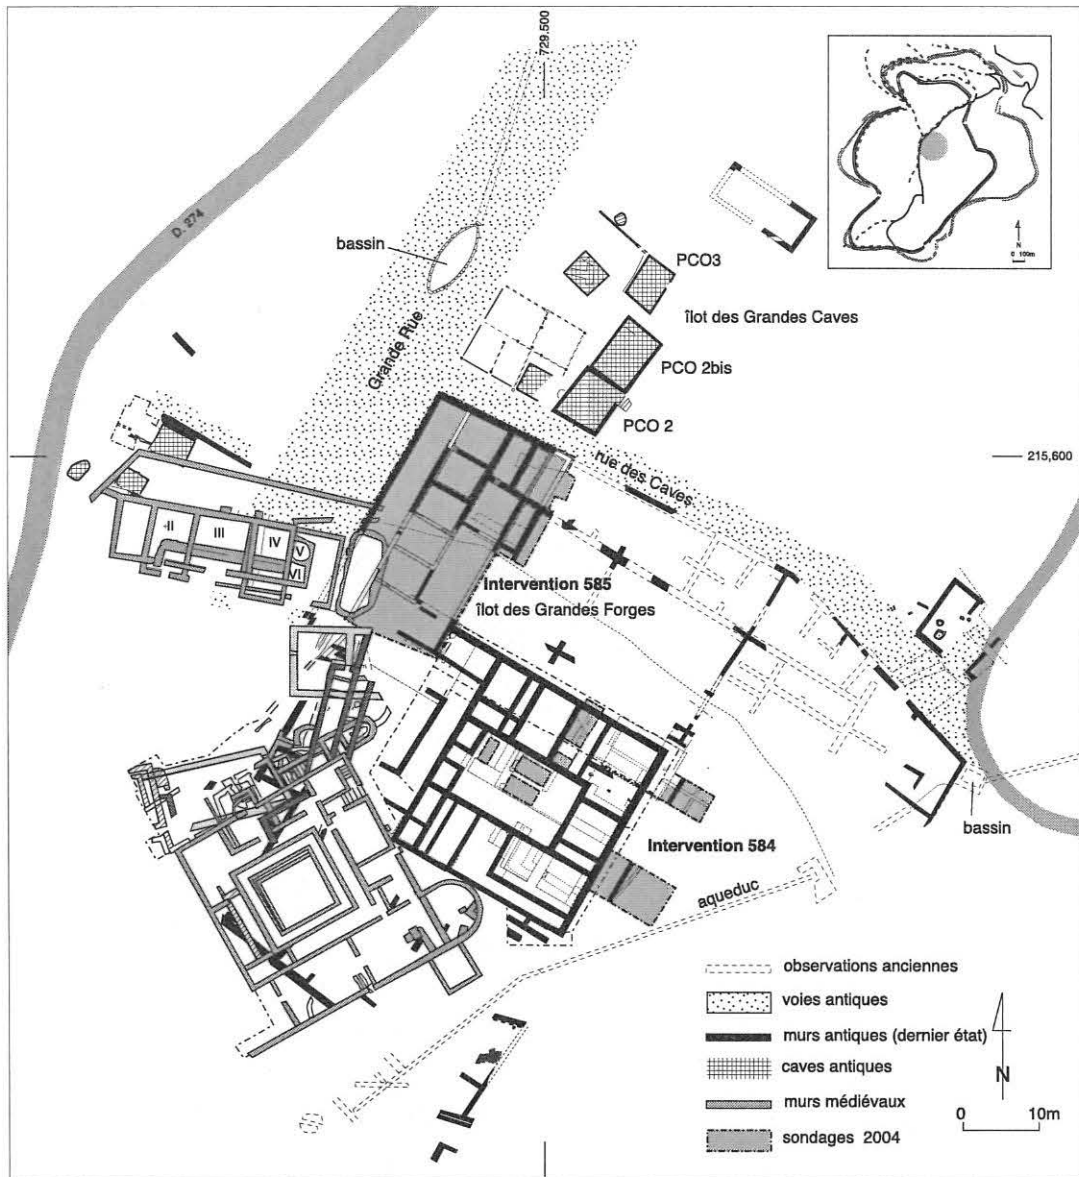 729.500
N
0 100m
D. 274
bassin
PCO3
îlot des Grandes Caves
Grande Rue
PCO 2bis
PCO 2
rue des Caves
215,600
II
III
IV
V
VI
Intervention 585
îlot des Grandes Forges
bassin
Intervention 584
aqueduc
observations anciennes
voies antiques
murs antiques (dernier état)
caves antiques
murs médiévaux
sondages 2004
N
0 10m